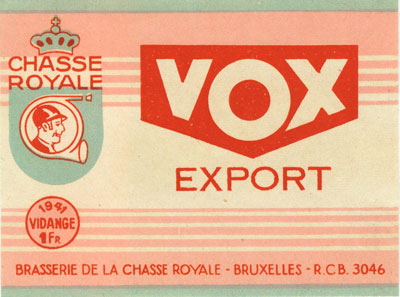 CHASSE
ROYALE
VOX
EXPORT
1941
VIDANGE
1 FR.
BRASSERIE DE LA CHASSE ROYALE - BRUXELLES - R.C.B. 3046